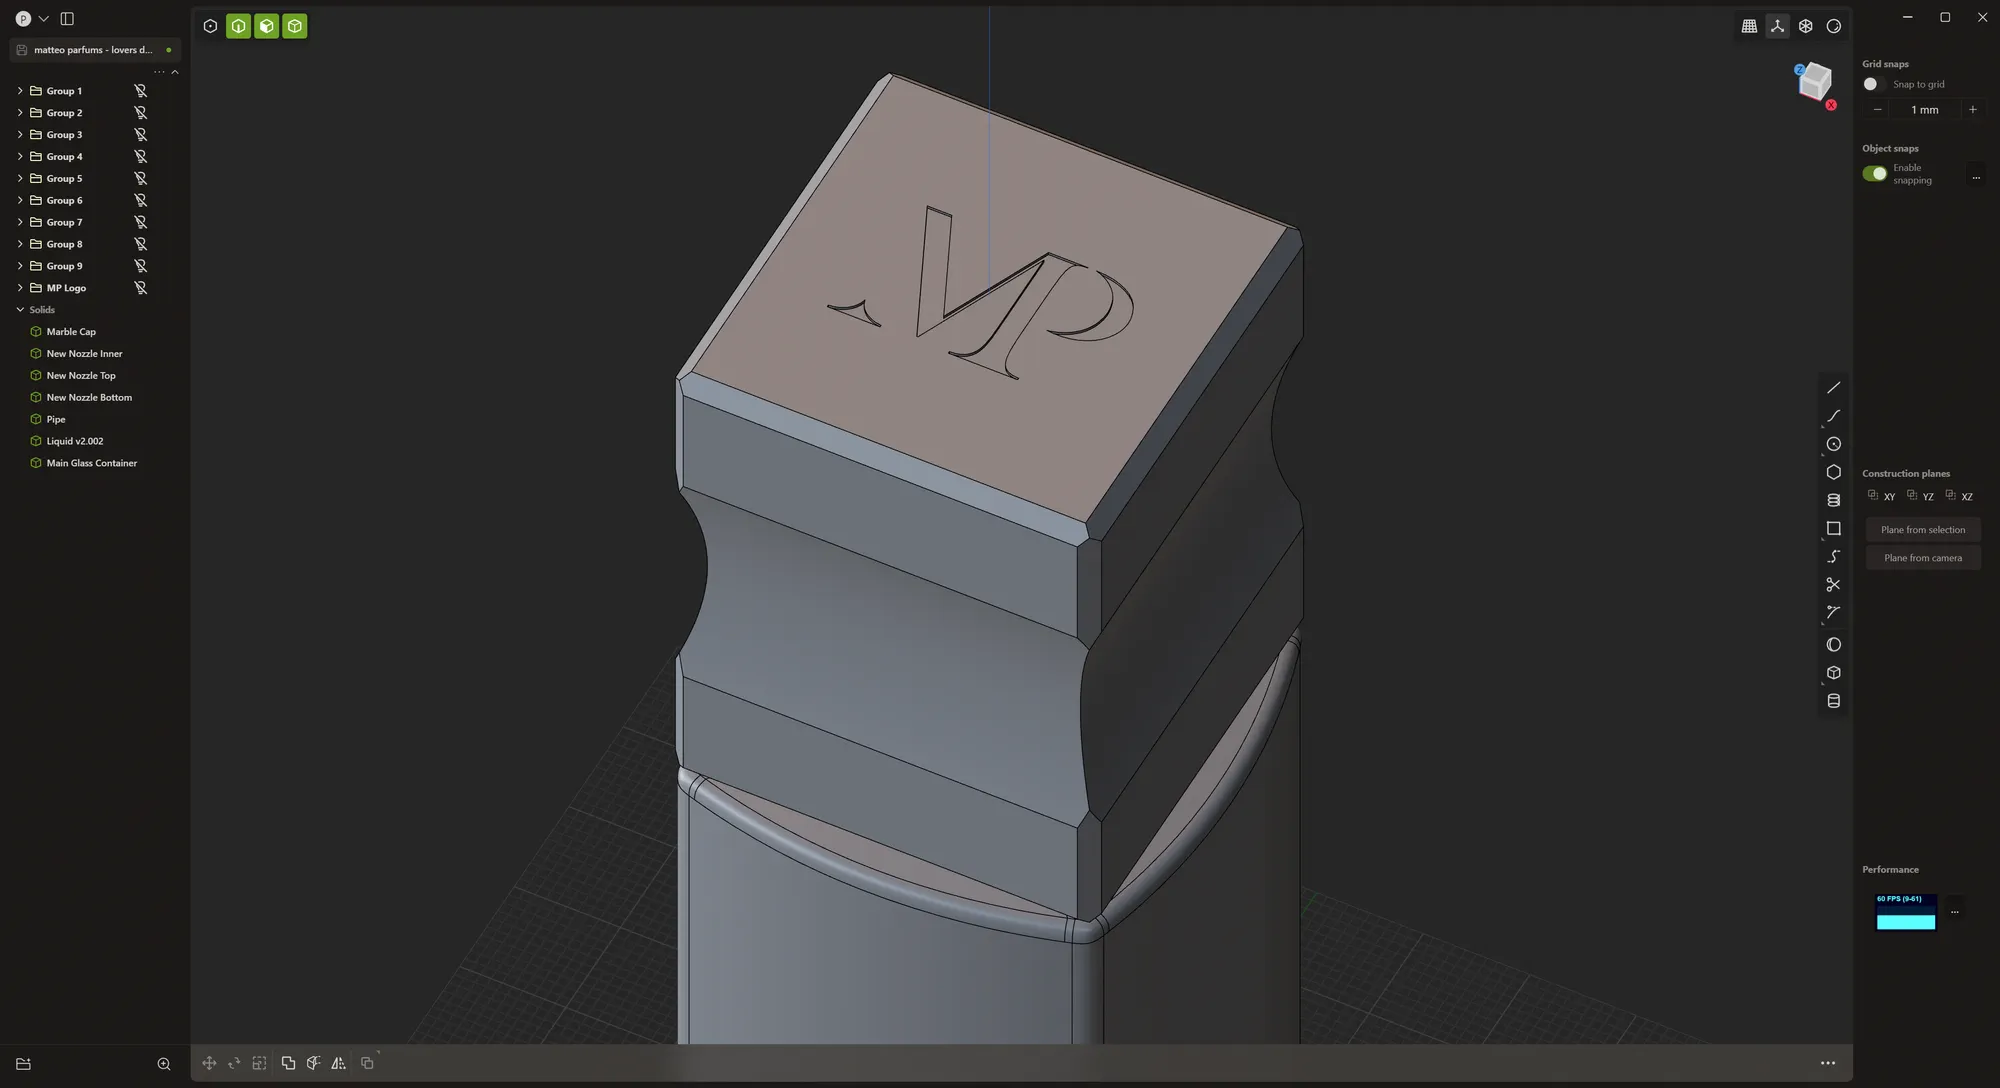 P
matteo parfums - lovers d...
Group 1
Group 2
Group 3
Group 4
Group 5
Group 6
Group 7
Group 8
Group 9
MP Logo
Solids
Marble Cap
New Nozzle Inner
New Nozzle Top
New Nozzle Bottom
Pipe
Liquid v2.002
Main Glass Container
MP
Z
X
Grid snaps
Snap to grid
1 mm
Object snaps
Enable
snapping
...
Construction planes
XY YZ XZ
Plane from selection
Plane from camera
Performance
60 FPS (9-61)
...